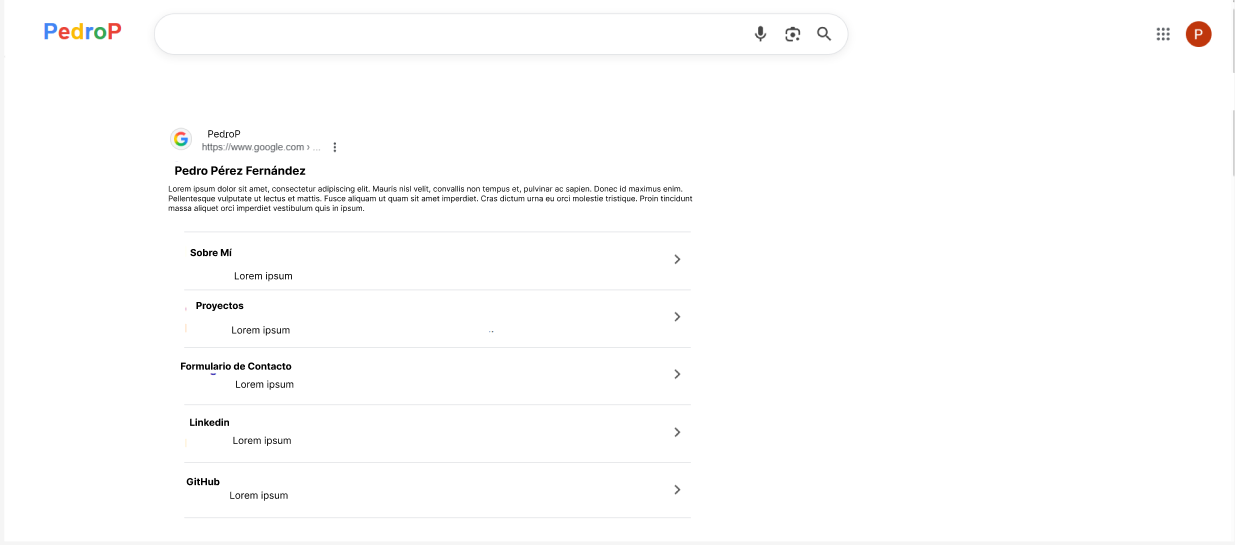 PedroP
P
PedroP
https://www.google.com › ...
Pedro Pérez Fernández
Lorem ipsum dolor sit amet, consectetur adipiscing elit. Mauris nisl velit, convallis non tempus et, pulvinar ac sapien. Donec id maximus enim.
Pellentesque vulputate ut lectus et mattis. Fusce aliquam ut quam sit amet imperdiet. Cras dictum urna eu orci molestie tristique. Proin tincidunt
massa aliquet orci imperdiet vestibulum quis in ipsum.
Sobre Mí
Lorem ipsum
Proyectos
Lorem ipsum
Formulario de Contacto
Lorem ipsum
Linkedin
Lorem ipsum
GitHub
Lorem ipsum